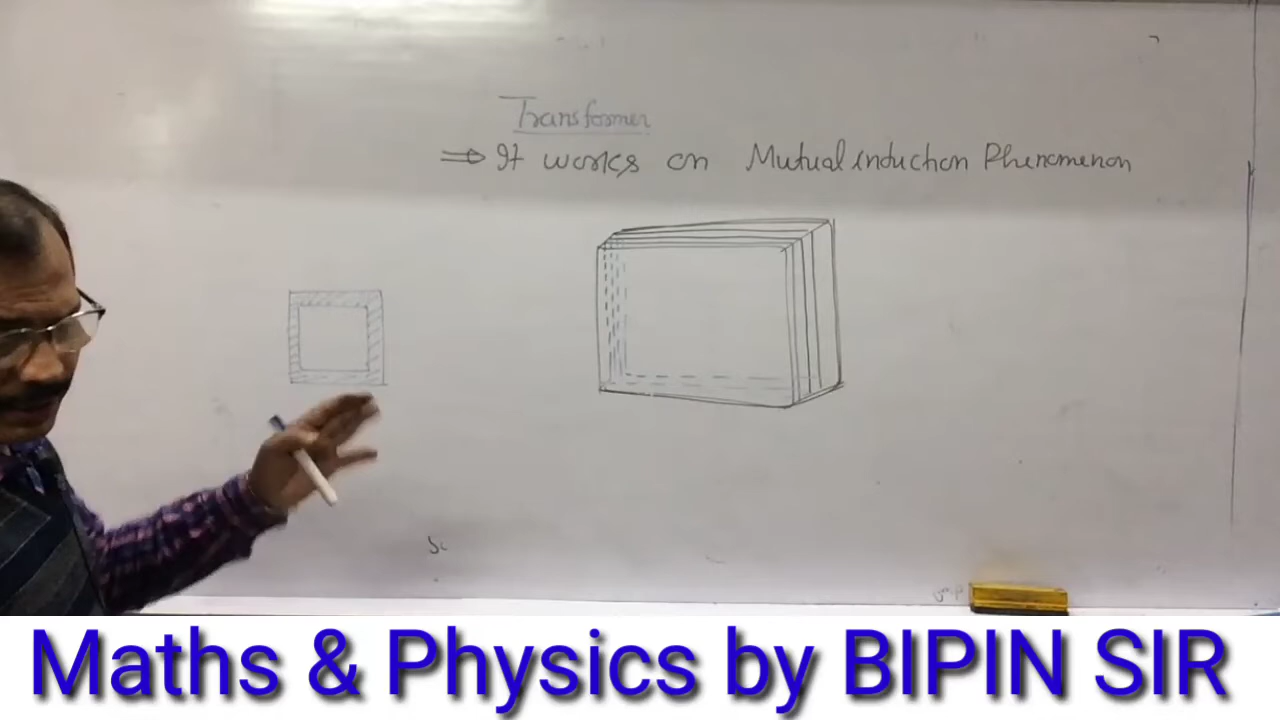 Transformer
⇒ It works on Mutual induction Phenomenon
Maths & Physics by BIPIN SIR